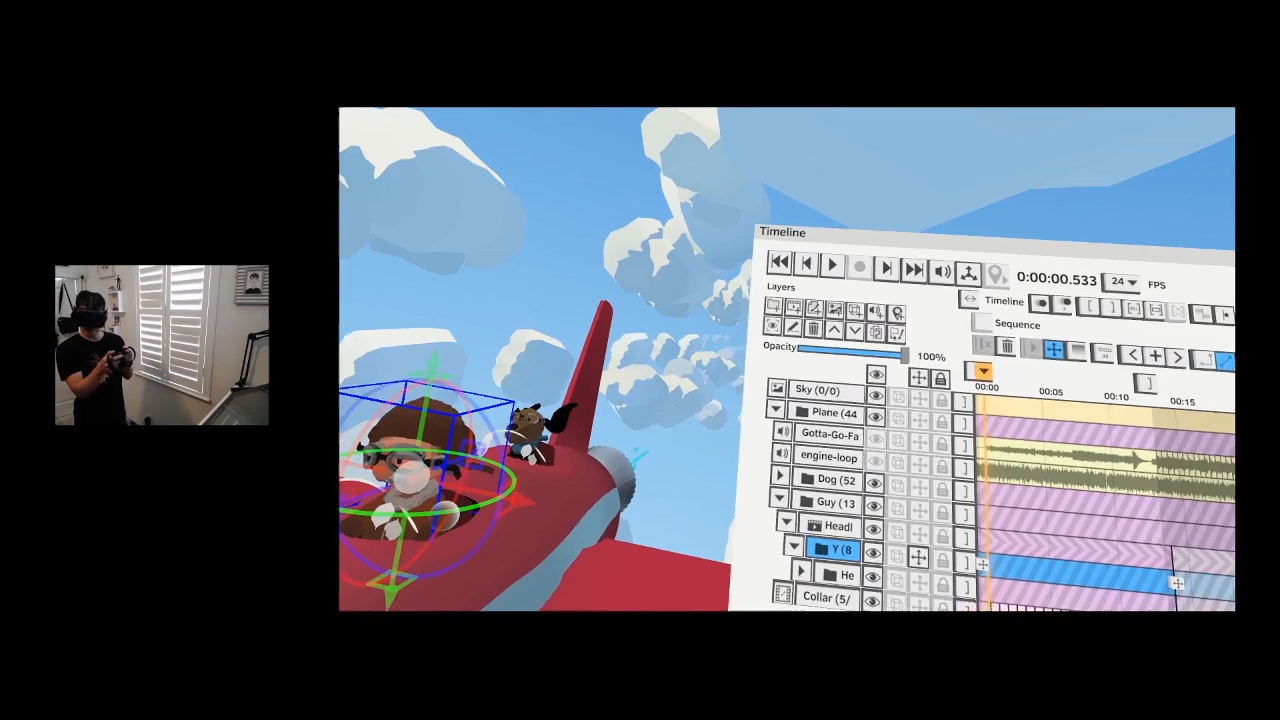 Timeline
0:00:00.533 24 FPS
Layers
Timeline
Sequence
Opacity 100%
00:00 00:05 00:10 00:15
Sky (0/0)
Plane (44
Gotta-Go-Fa
engine-loop
Dog (52
Guy (13
Headl
Y (8
He
Collar (5/